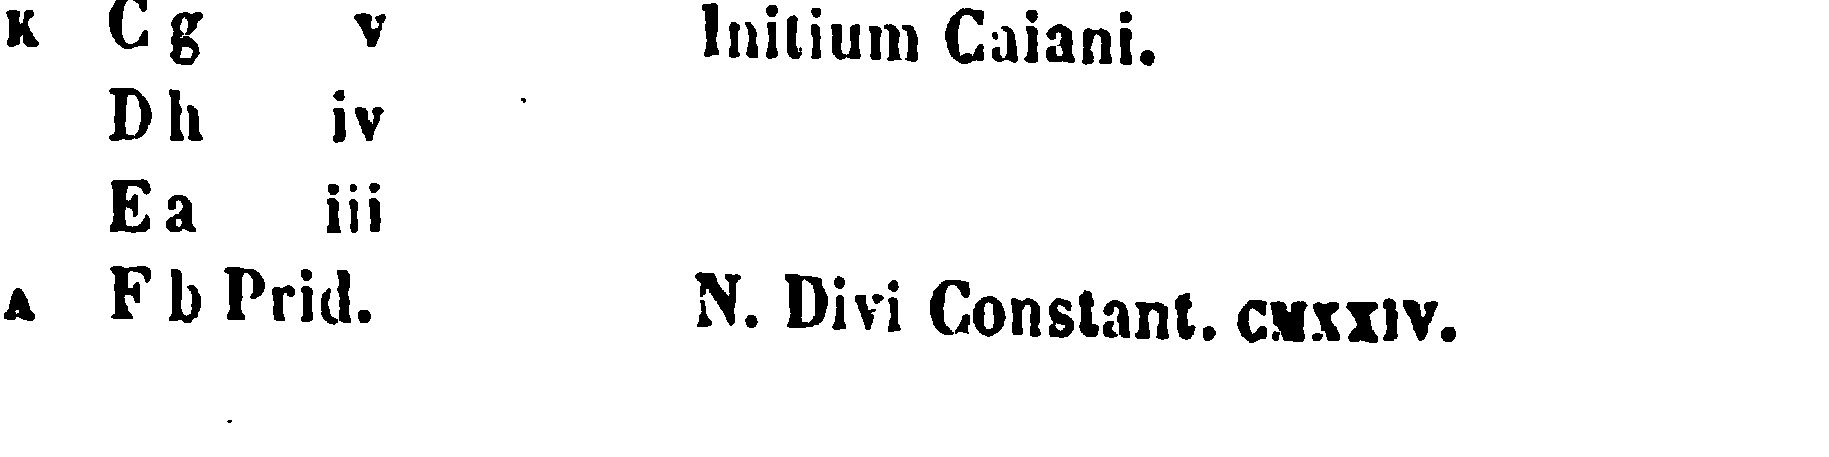 K C g v Initium Caiani.
D h iv
E a iii
A F b Prid. N. Divi Constant. CMXXIV.